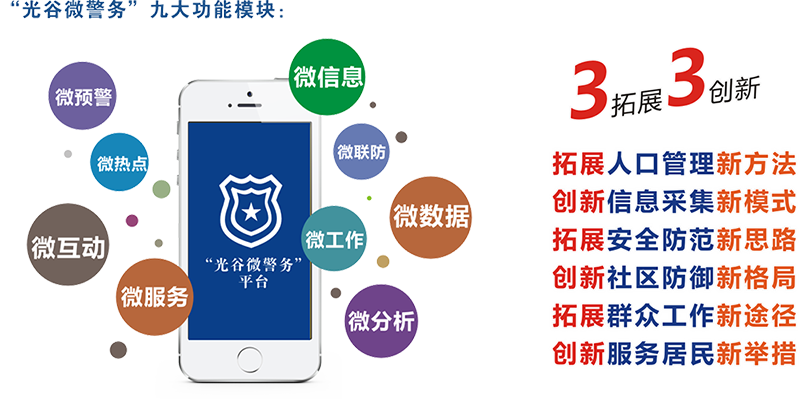 “光谷微警务”九大功能模块：
微信息
微预警
微联防
微热点
微数据
微互动
微工作
微服务
微分析
“光谷微警务”
平台
3拓展3创新
拓展人口管理新方法
创新信息采集新模式
拓展安全防范新思路
创新社区防御新格局
拓展群众工作新途径
创新服务居民新举措